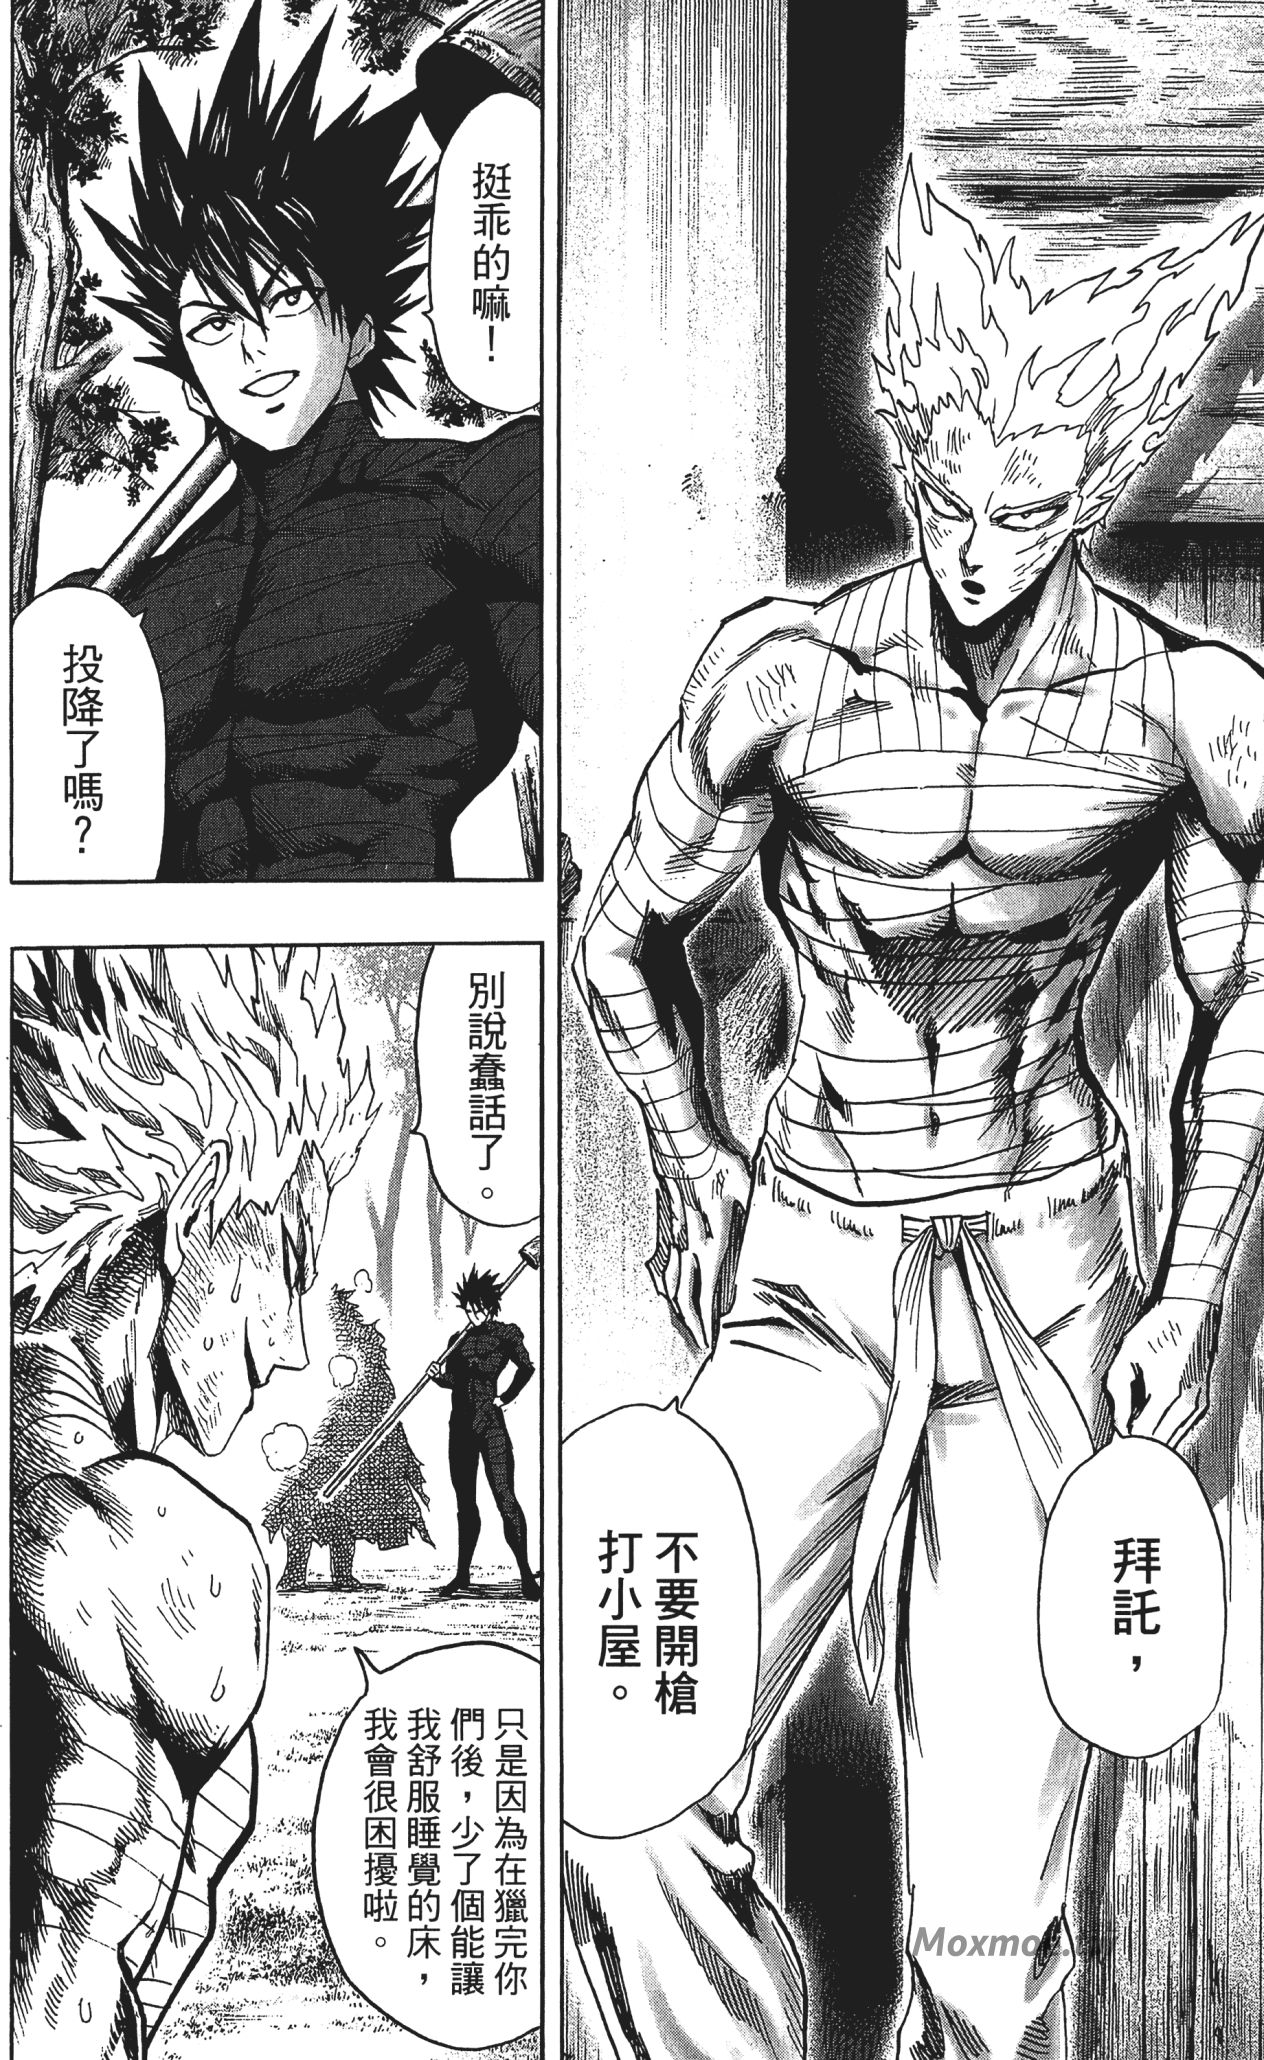 拜託，
不要開槍
打小屋。
挺乖的嘛！
投降了嗎？
別說蠢話了。
只是因為在獵完你
們後，少了個能讓
我舒服睡覺的床，
我會很困擾啦。